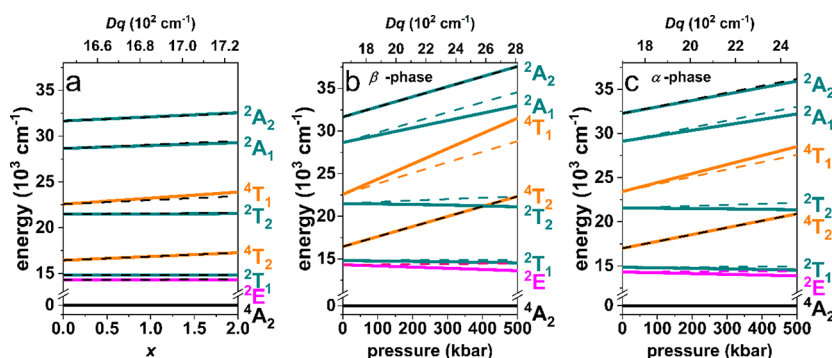 Dq (10² cm⁻¹)
16.6 16.8 17.0 17.2
a
35
30
25
20
15
0
energy (10³ cm⁻¹)
²A₂
²A₁
⁴T₁
²T₂
⁴T₂
²T₁
²E
⁴A₂
0.0 0.5 1.0 1.5 2.0
x
Dq (10² cm⁻¹)
18 20 22 24 26 28
b β -phase
35
30
25
20
15
0
energy (10³ cm⁻¹)
²A₂
²A₁
⁴T₁
⁴T₂
²T₂
²T₁
²E
⁴A₂
0 100 200 300 400 500
pressure (kbar)
Dq (10² cm⁻¹)
18 20 22 24
c α-phase
35
30
25
20
15
0
energy (10³ cm⁻¹)
²A₂
²A₁
⁴T₁
²T₂
⁴T₂
²T₁
²E
⁴A₂
0 100 200 300 400 500
pressure (kbar)